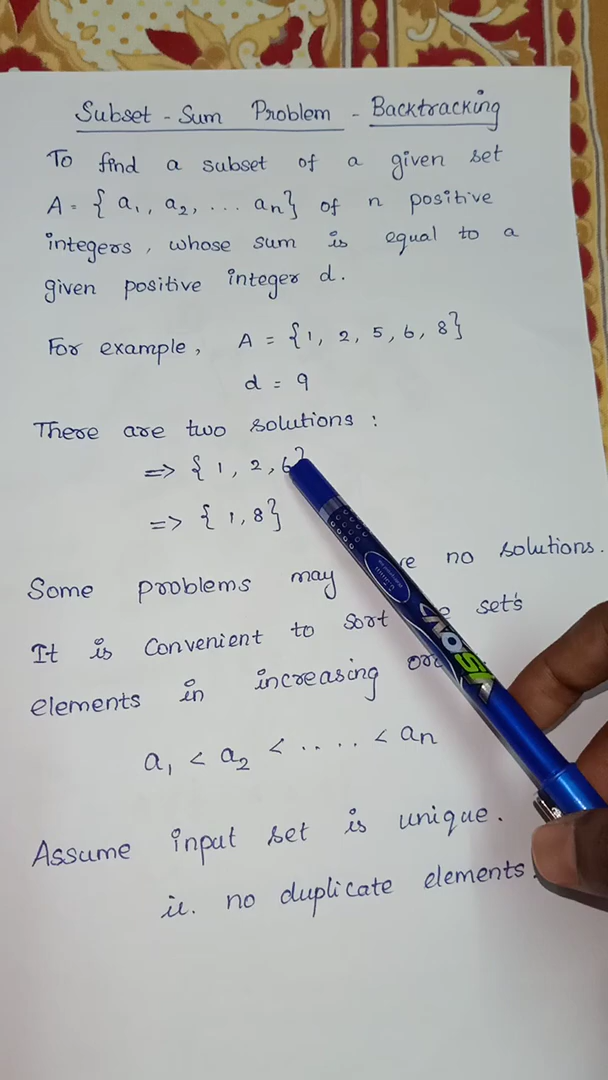 Subset - Sum Problem - Backtracking
To find a subset of a given set
A = { a1, a2, ... an} of n positive
integers, whose sum is equal to a
given positive integer d.
For example, A = {1, 2, 5, 6, 8}
d = 9
There are two solutions :
=> { 1, 2, 6}
=> { 1, 8}
Some problems may no solutions.
It is convenient to sort set's
elements in increasing
a1 < a2 < .... < an
Assume input set is unique.
ie. no duplicate elements.